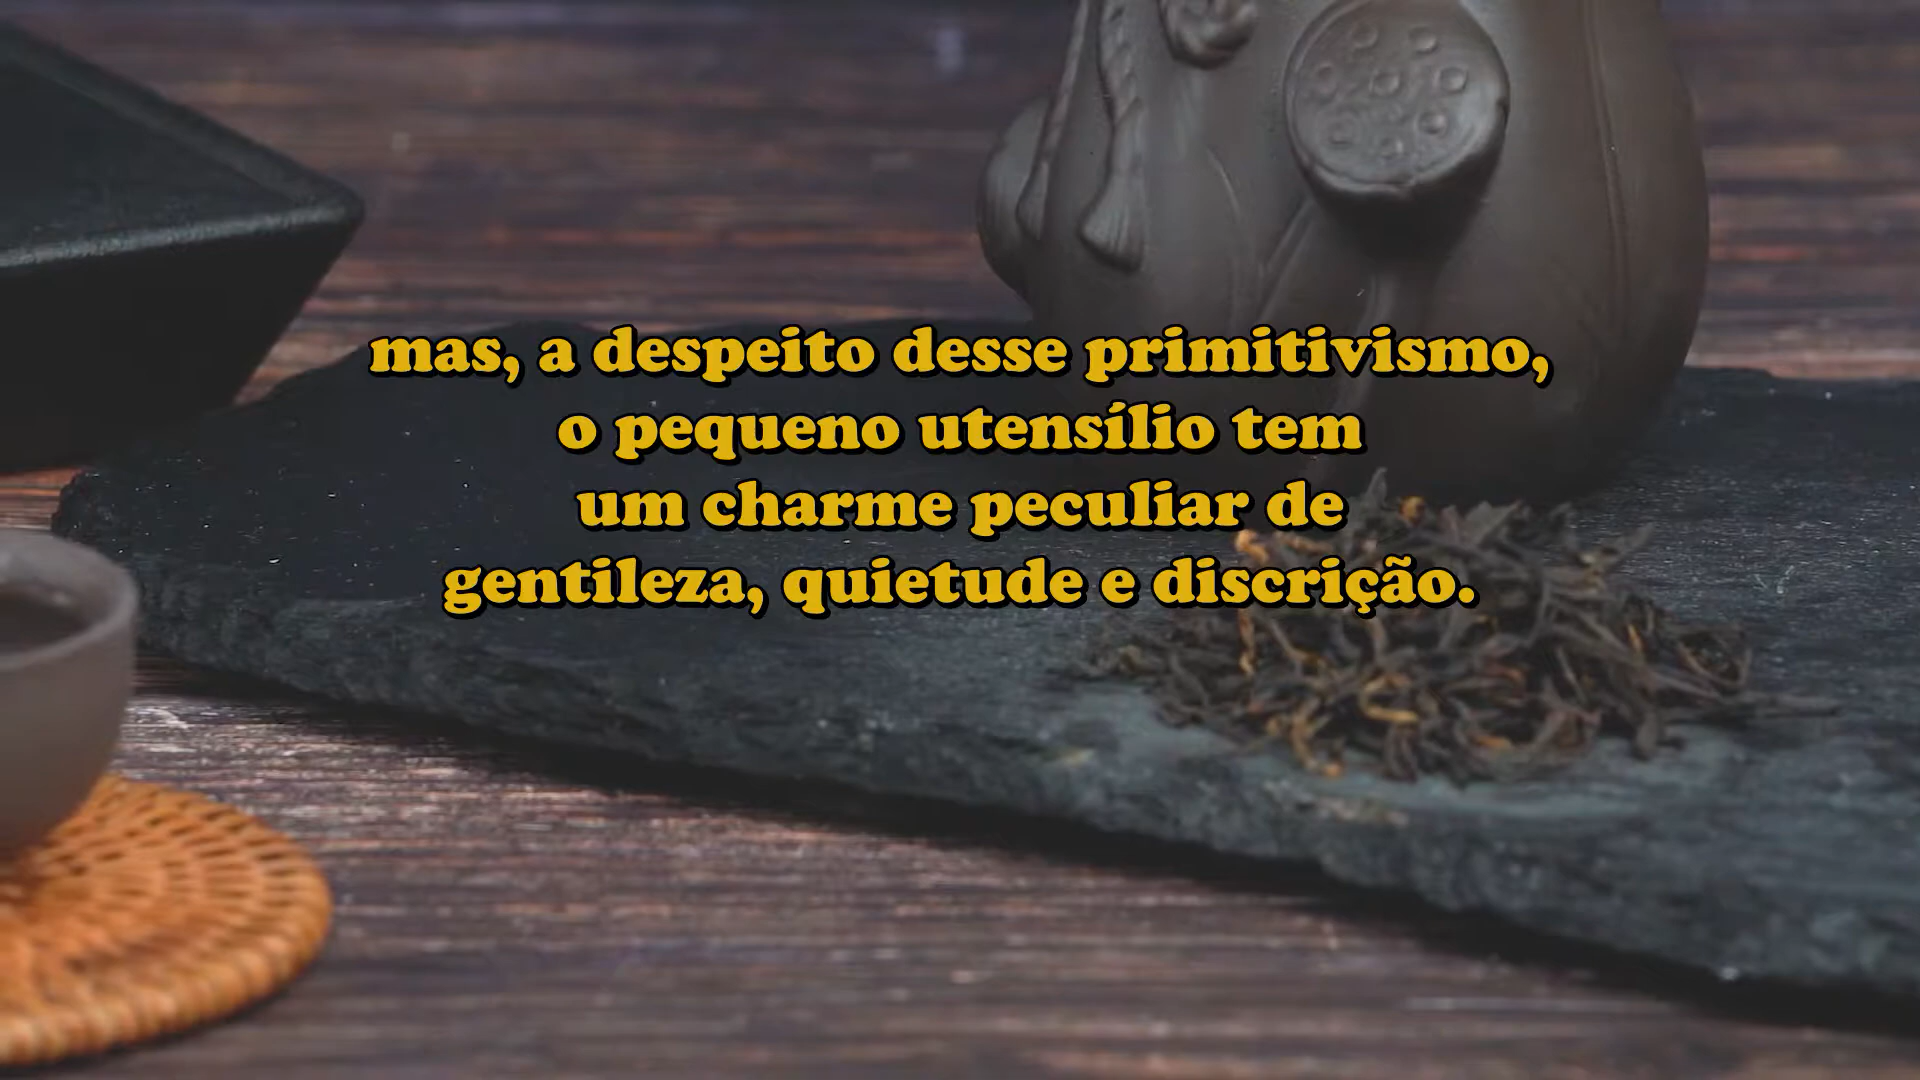 mas, a despeito desse primitivismo,
o pequeno utensílio tem
um charme peculiar de
gentileza, quietude e discrição.